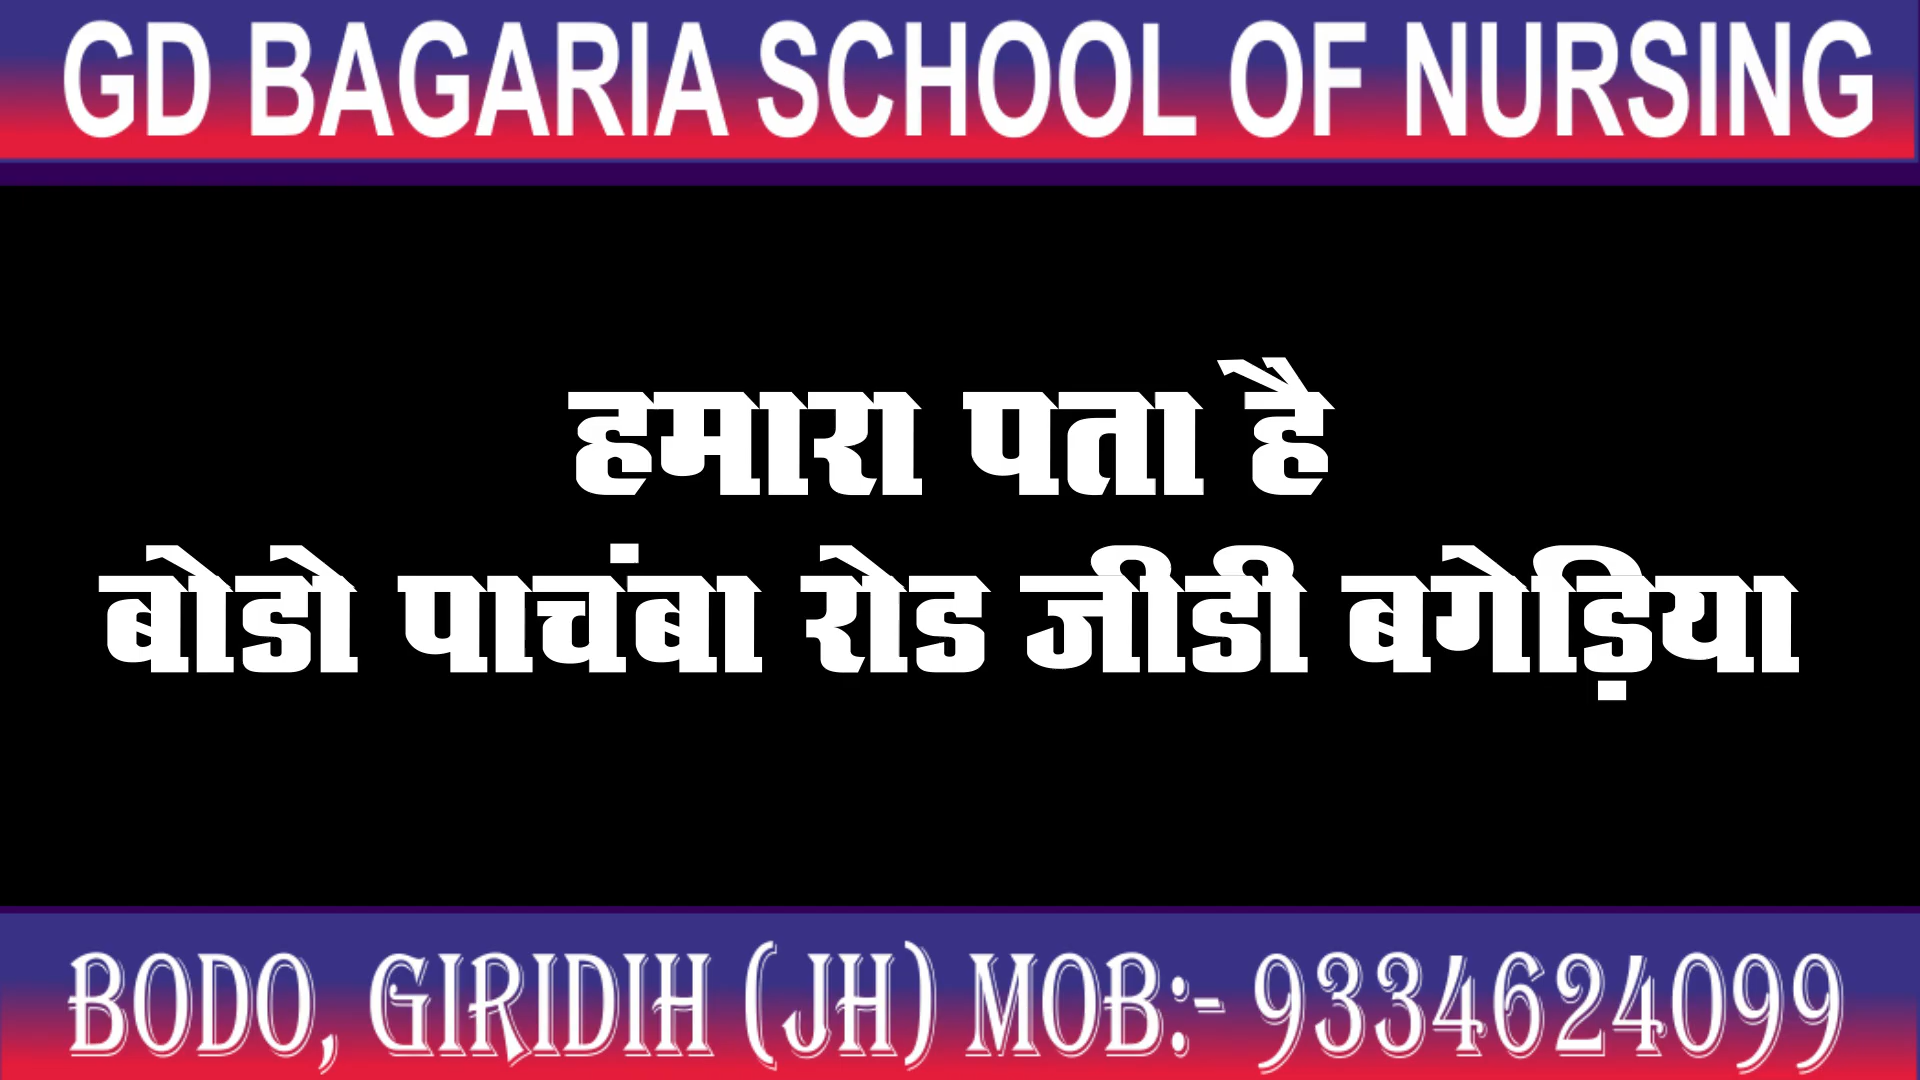 GD BAGARIA SCHOOL OF NURSING
हमारा पता है
बोडो पाचंबा रोड जीडी बगेड़िया
BODO, GIRIDIH (JH) MOB:- 9334624099